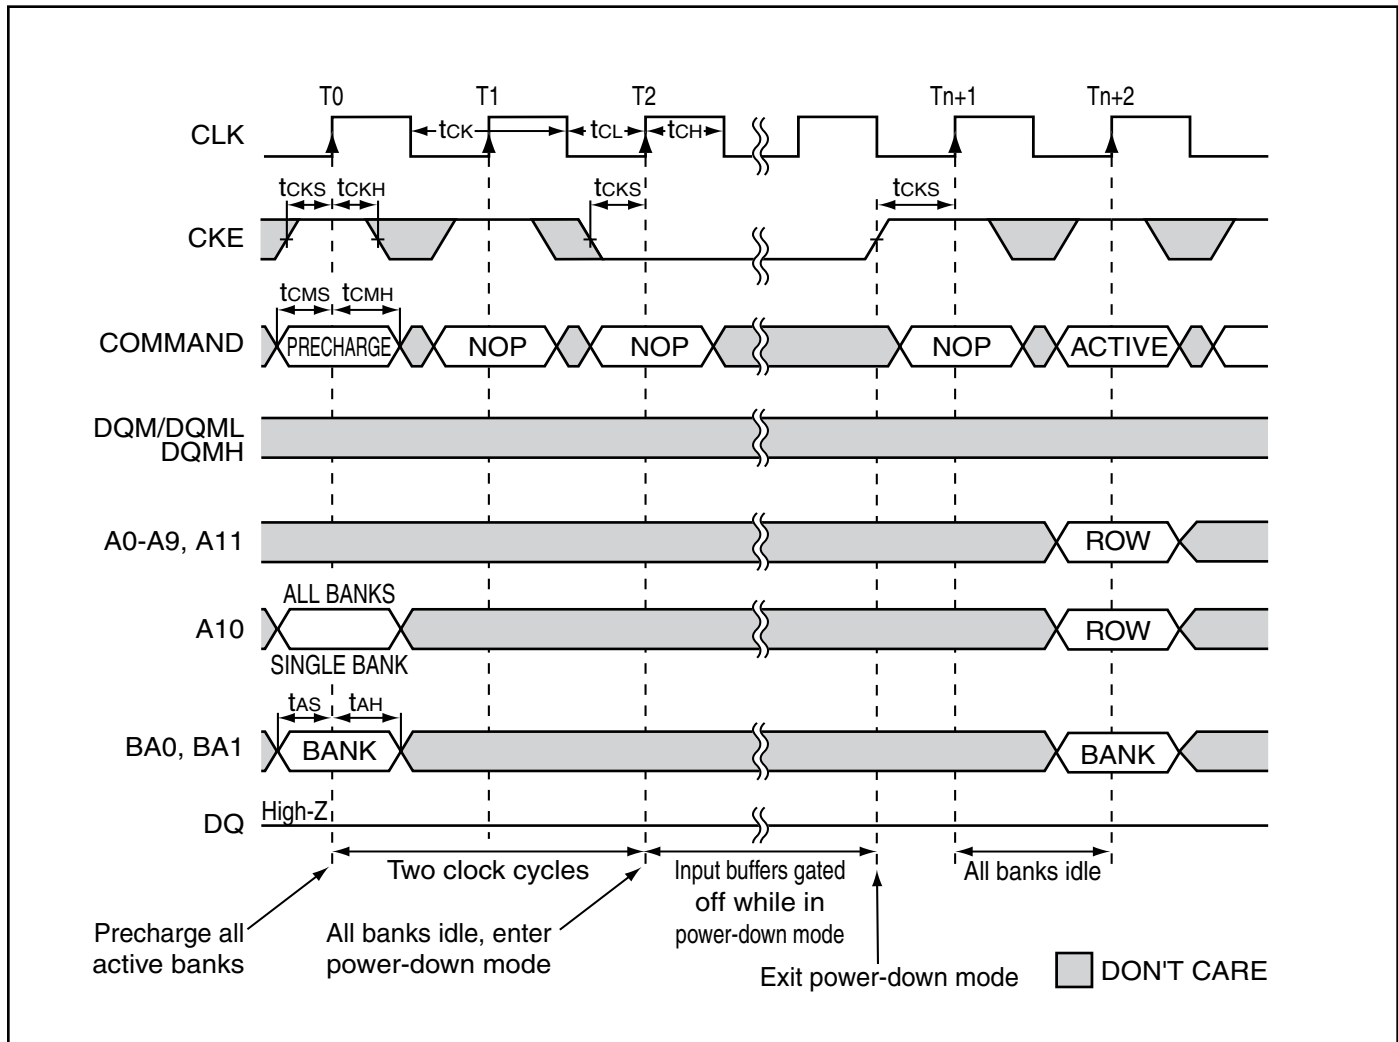 T0 T1 T2 Tn+1 Tn+2
CLK tCK tCL tCH
tCKS tCKH tCKS tCKS
CKE
tCMS tCMH
COMMAND PRECHARGE NOP NOP NOP ACTIVE
DQM/DQML
DQMH
A0-A9, A11 ROW
ALL BANKS
A10 ROW
SINGLE BANK
tAS tAH
BA0, BA1 BANK BANK
DQ High-Z
Two clock cycles
Input buffers gated
off while in
power-down mode
All banks idle
Precharge all
active banks
All banks idle, enter
power-down mode
Exit power-down mode
DON'T CARE